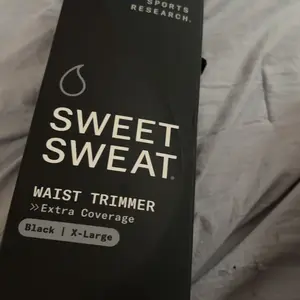 SPORTS
RESEARCH.
SWEET
SWEAT®
WAIST TRIMMER
>>Extra Coverage
Black | X-Large